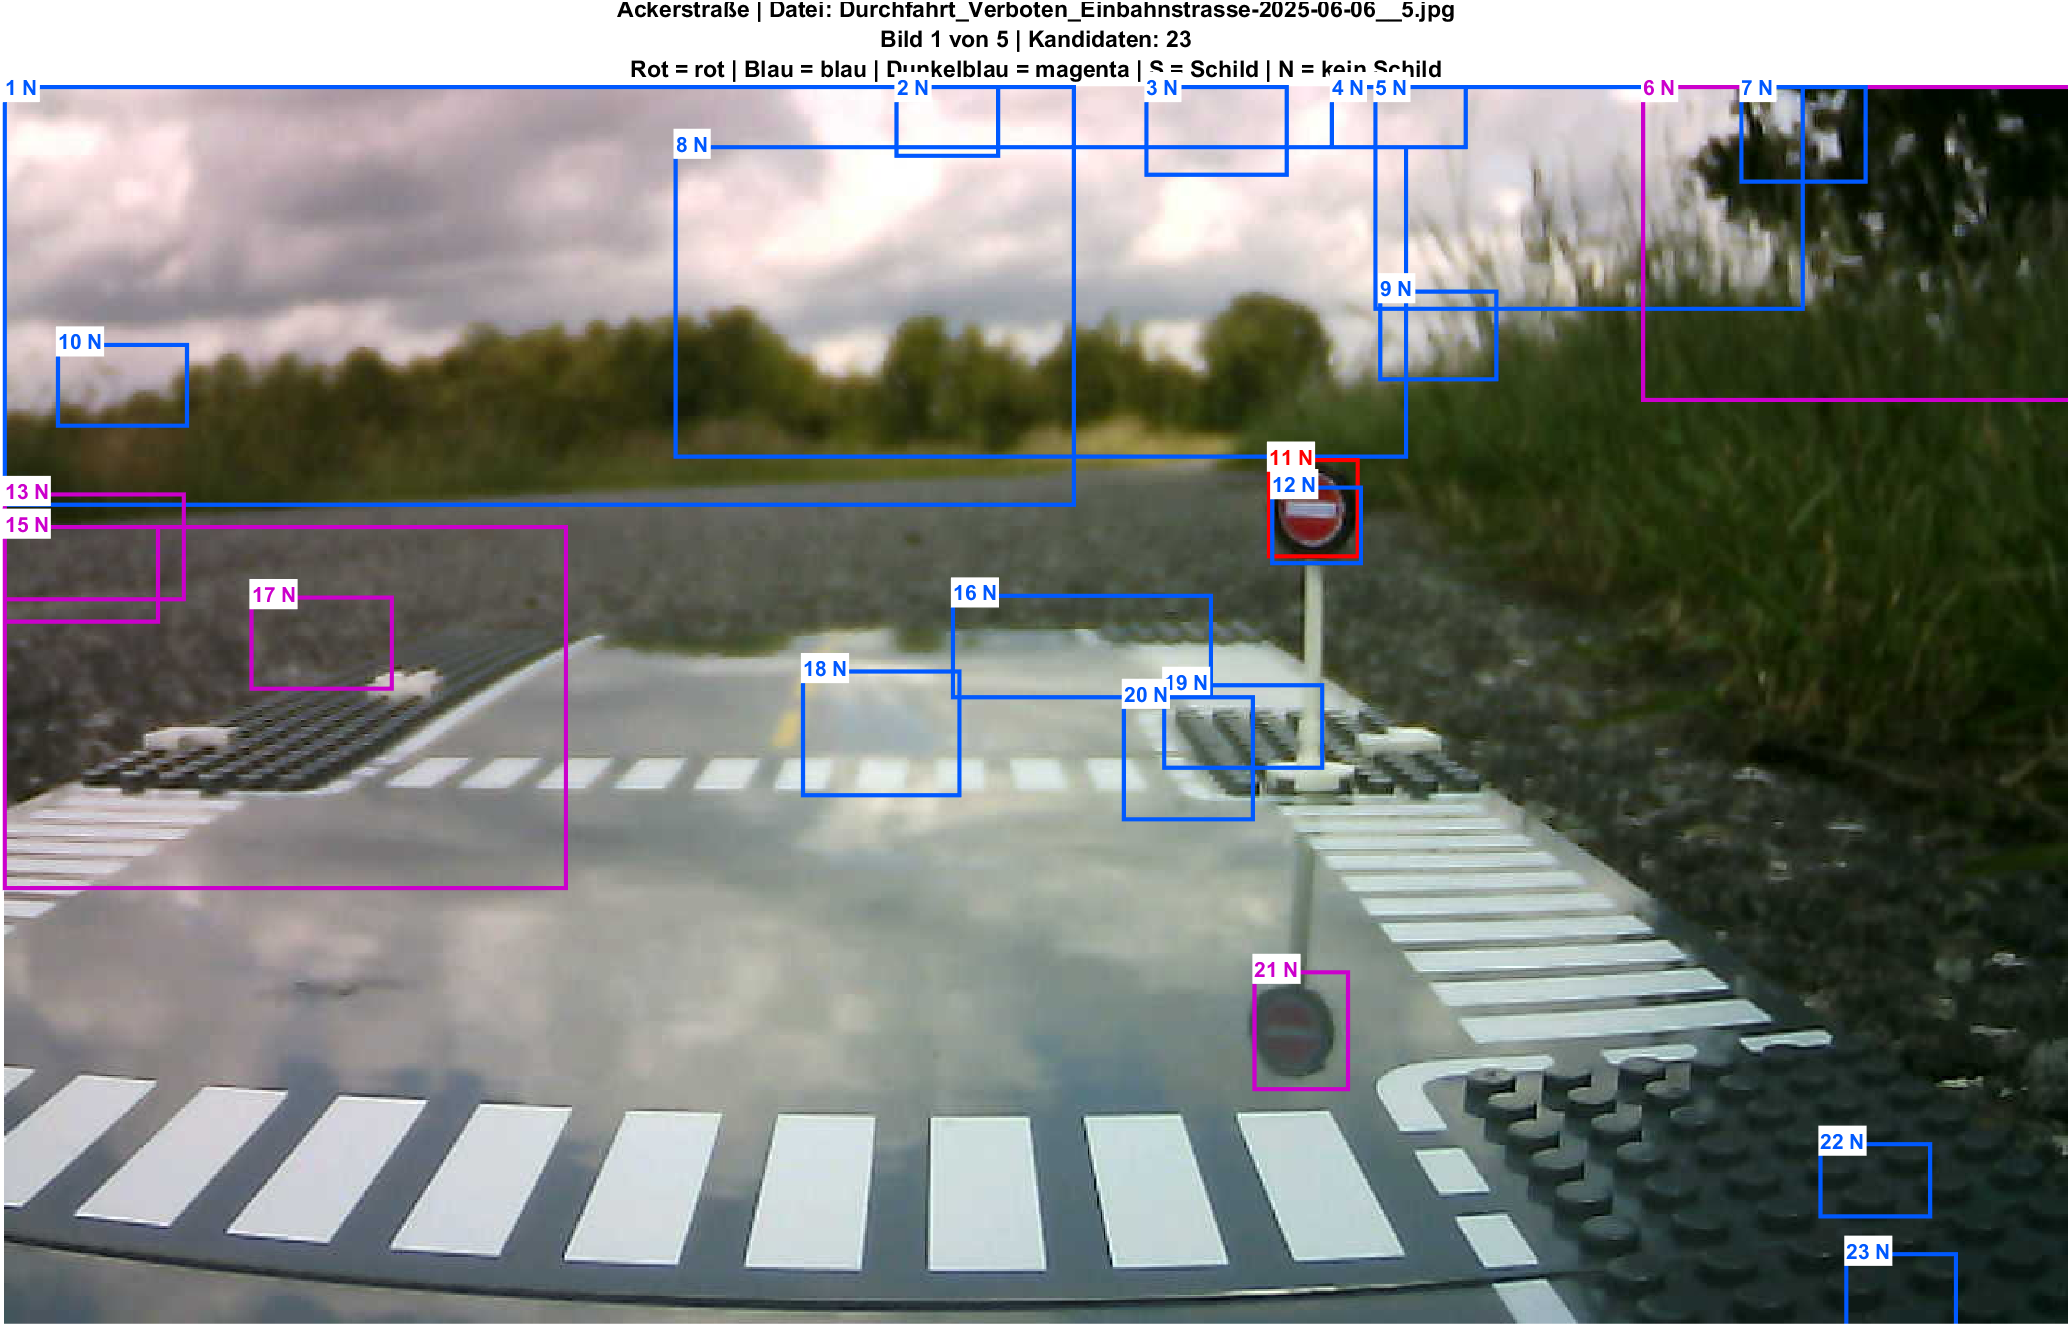 Ackerstraße | Datei: Durchfahrt_Verboten_Einbahnstrasse-2025-06-06__5.jpg
Bild 1 von 5 | Kandidaten: 23
Rot = rot | Blau = blau | Dunkelblau = magenta | S = Schild | N = kein Schild
1 N
2 N
3 N
4 N
5 N
6 N
7 N
8 N
9 N
10 N
11 N
12 N
13 N
15 N
16 N
17 N
18 N
19 N
20 N
21 N
22 N
23 N